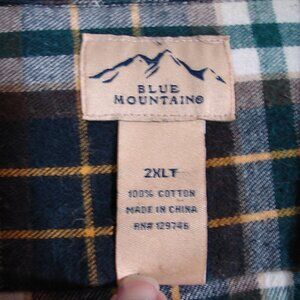 BLUE
MOUNTAIN®
2XLT
100% COTTON
MADE IN CHINA
RN# 129746